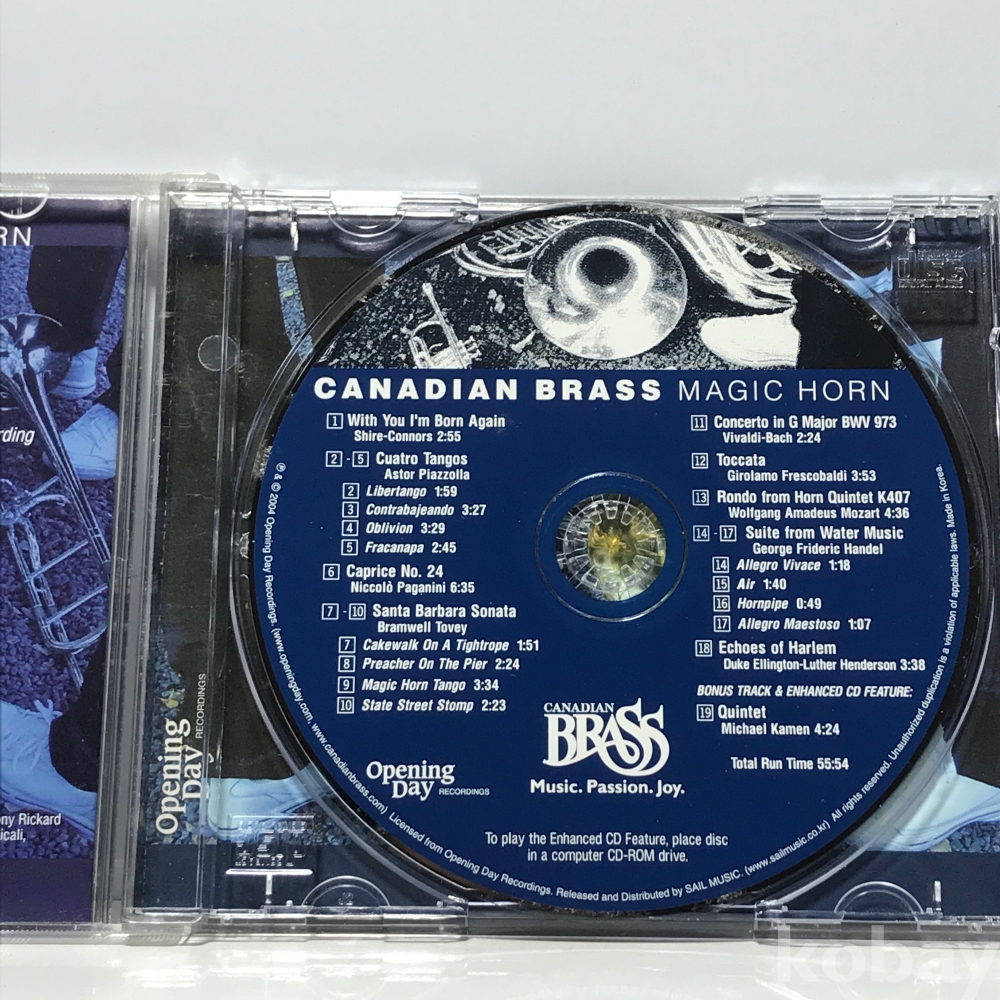 RN
rding
ny Rickard
icali,
Opening
Day
RECORDINGS
CANADIAN BRASS MAGIC HORN
1 With You I'm Born Again
Shire-Connors 2:55
2 - 5 Cuatro Tangos
Astor Piazzolla
2 Libertango 1:59
3 Contrabajeando 3:27
4 Oblivion 3:29
5 Fracanapa 2:45
6 Caprice No. 24
Niccolò Paganini 6:35
7 - 10 Santa Barbara Sonata
Bramwell Tovey
7 Cakewalk On A Tightrope 1:51
8 Preacher On The Pier 2:24
9 Magic Horn Tango 3:34
10 State Street Stomp 2:23
11 Concerto in G Major BWV 973
Vivaldi-Bach 2:24
12 Toccata
Girolamo Frescobaldi 3:53
13 Rondo from Horn Quintet K407
Wolfgang Amadeus Mozart 4:36
14 - 17 Suite from Water Music
George Frideric Handel
14 Allegro Vivace 1:18
15 Air 1:40
16 Hornpipe 0:49
17 Allegro Maestoso 1:07
18 Echoes of Harlem
Duke Ellington-Luther Henderson 3:38
BONUS TRACK & ENHANCED CD FEATURE:
19 Quintet
Michael Kamen 4:24
Total Run Time 55:54
CANADIAN
BRASS
Music. Passion. Joy.
Opening
Day
RECORDINGS
To play the Enhanced CD Feature, place disc
in a computer CD-ROM drive.
℗ & © 2004 Opening Day Recordings. (www.openingday.com, www.canadianbrass.com) Licensed from Opening Day Recordings. Released and Distributed by SAIL MUSIC. (www.sailmusic.co.kr) All rights reserved. Unauthorized duplication is a violation of applicable laws. Made in Korea.
kobay